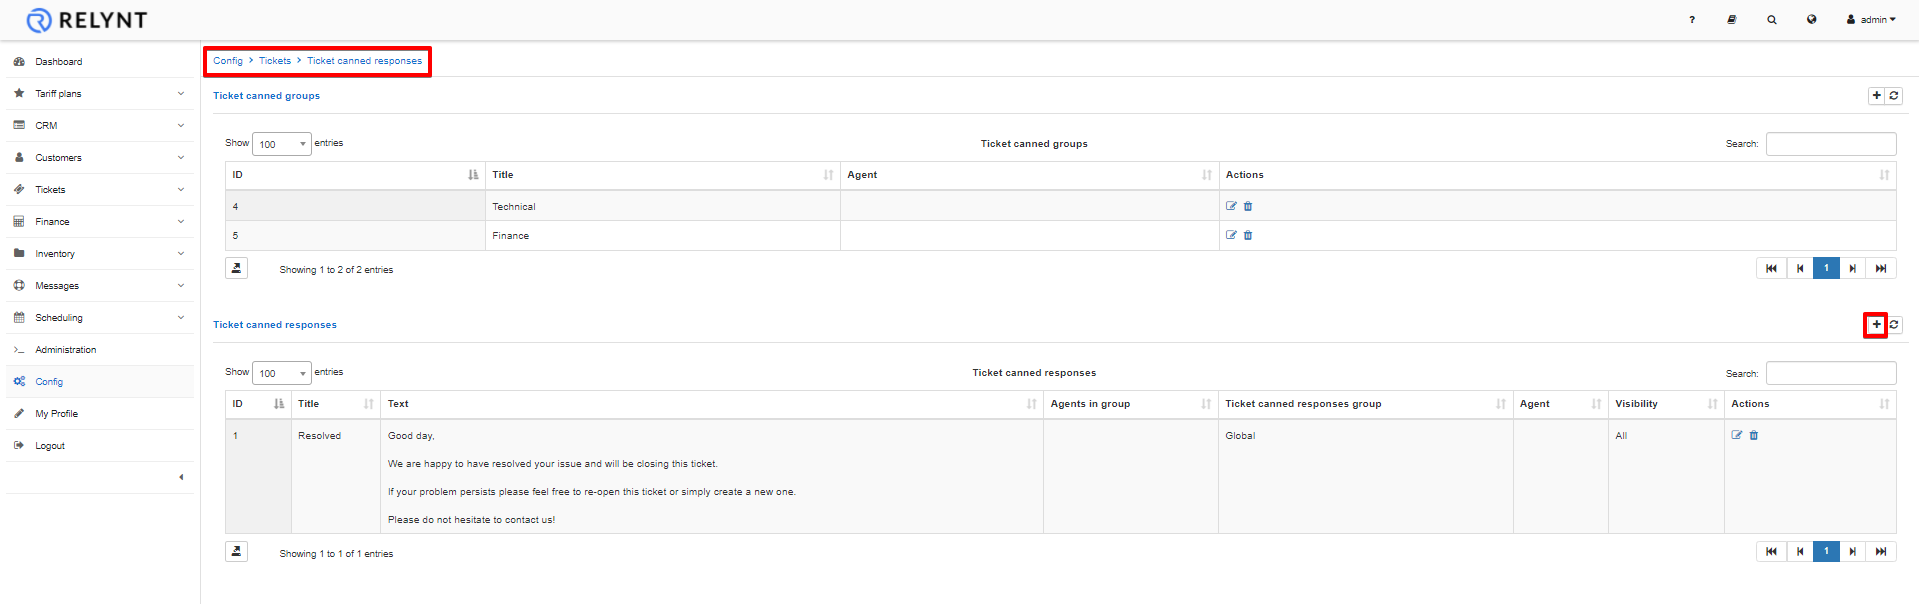 RELYNT
? admin
Dashboard
Tariff plans
CRM
Customers
Tickets
Finance
Inventory
Messages
Scheduling
>_ Administration
Config
My Profile
Logout
Config > Tickets > Ticket canned responses
Ticket canned groups
Show 100 entries
Ticket canned groups
Search:
ID Title Agent Actions
4 Technical
5 Finance
Showing 1 to 2 of 2 entries
1
Ticket canned responses
Show 100 entries
Ticket canned responses
Search:
ID Title Text Agents in group Ticket canned responses group Agent Visibility Actions
1 Resolved Good day, Global All
We are happy to have resolved your issue and will be closing this ticket.
If your problem persists please feel free to re-open this ticket or simply create a new one.
Please do not hesitate to contact us!
Showing 1 to 1 of 1 entries
1